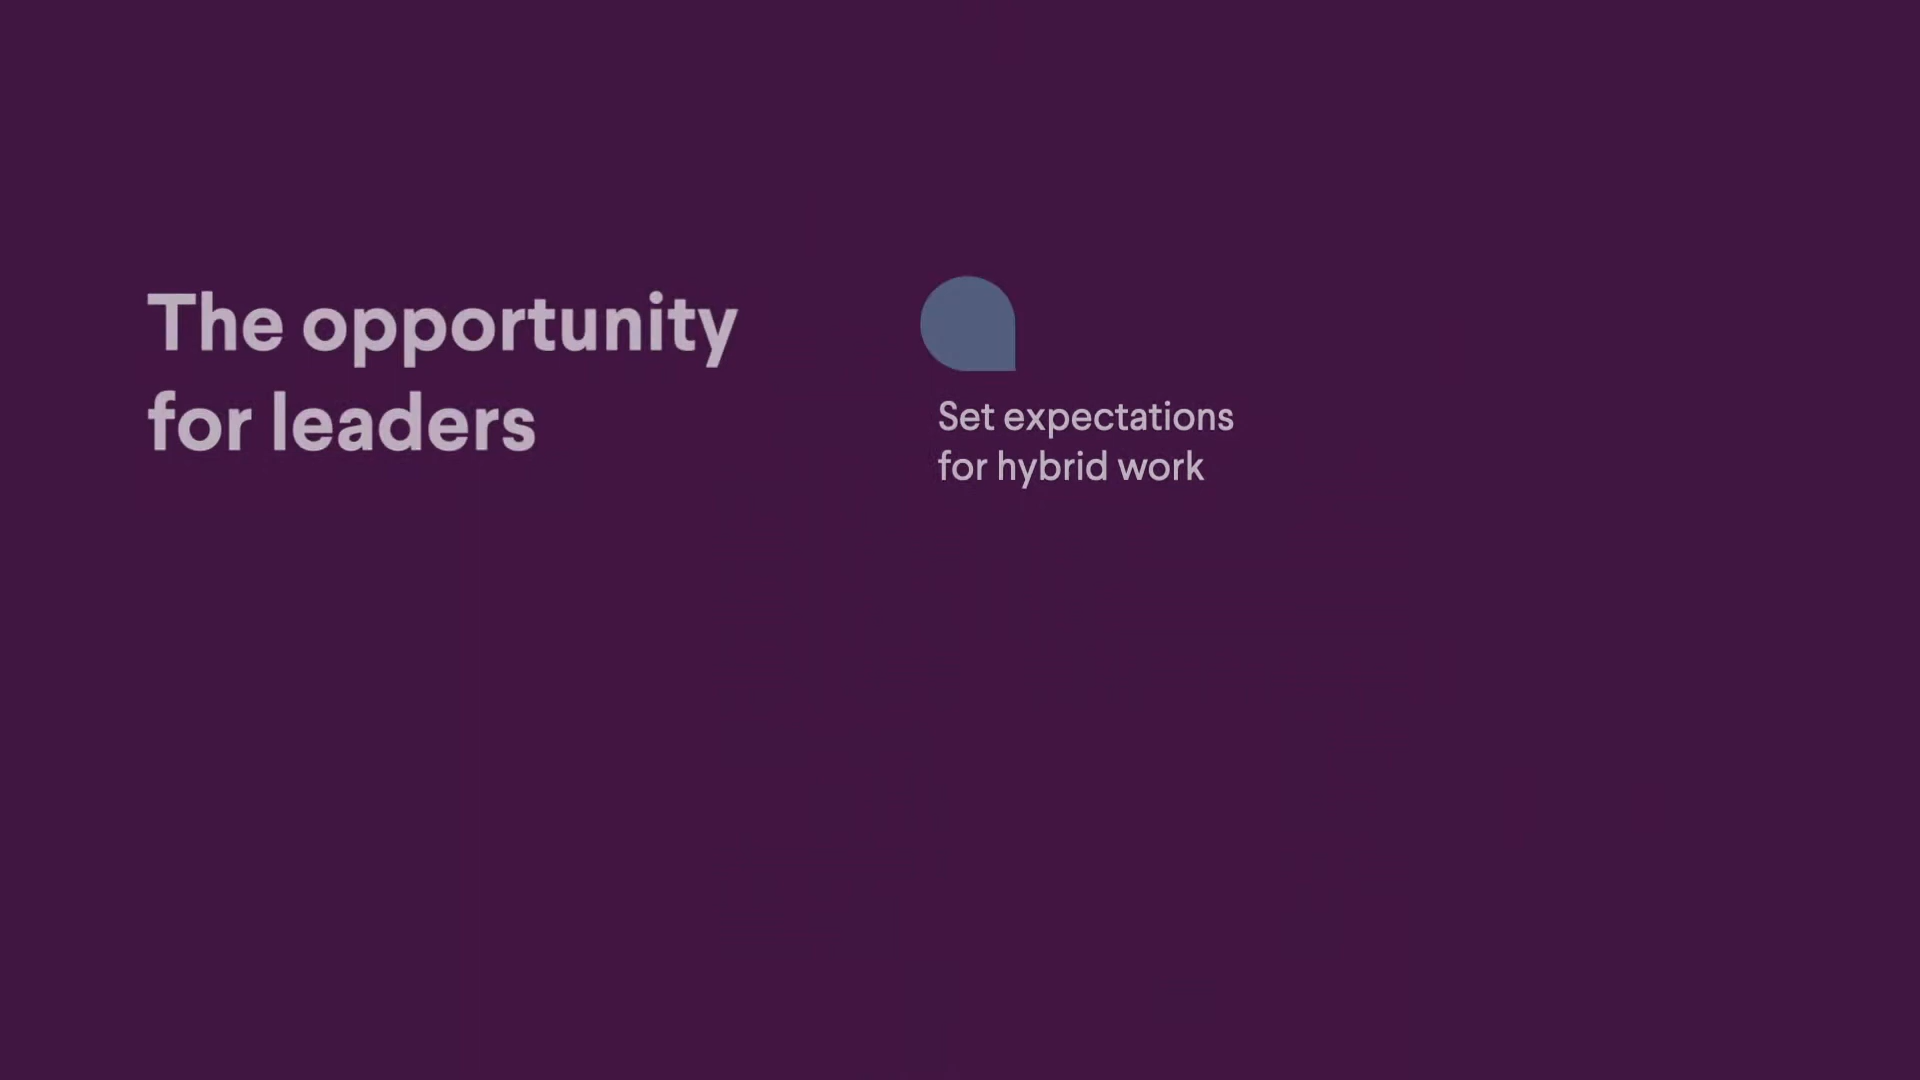 The opportunity
for leaders
Set expectations
for hybrid work